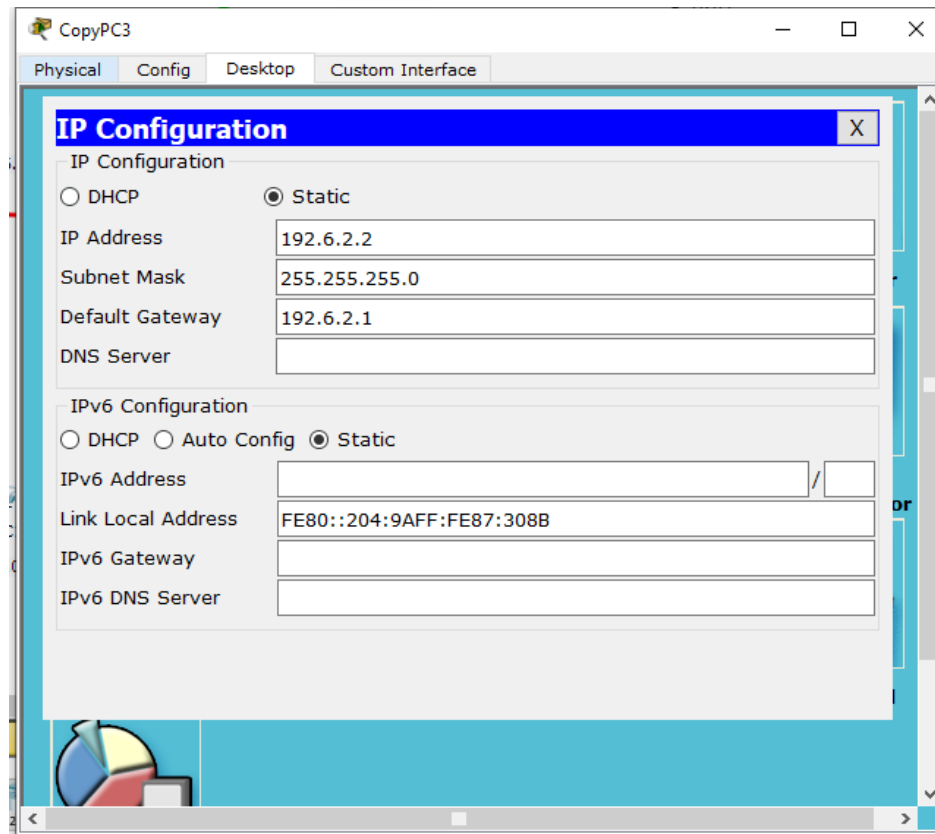 CopyPC3
Physical Config Desktop Custom Interface
IP Configuration X
IP Configuration
DHCP Static
IP Address 192.6.2.2
Subnet Mask 255.255.255.0
Default Gateway 192.6.2.1
DNS Server
IPv6 Configuration
DHCP Auto Config Static
IPv6 Address /
Link Local Address FE80::204:9AFF:FE87:308B
or
IPv6 Gateway
IPv6 DNS Server